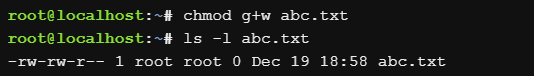 root@localhost:~# chmod g+w abc.txt
root@localhost:~# ls -l abc.txt
-rw-rw-r-- 1 root root 0 Dec 19 18:58 abc.txt